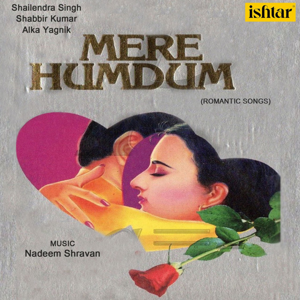 Shailendra Singh
Shabbir Kumar
Alka Yagnik
ishtar
MERE
HUMDUM
(ROMANTIC SONGS)
MUSIC
Nadeem Shravan